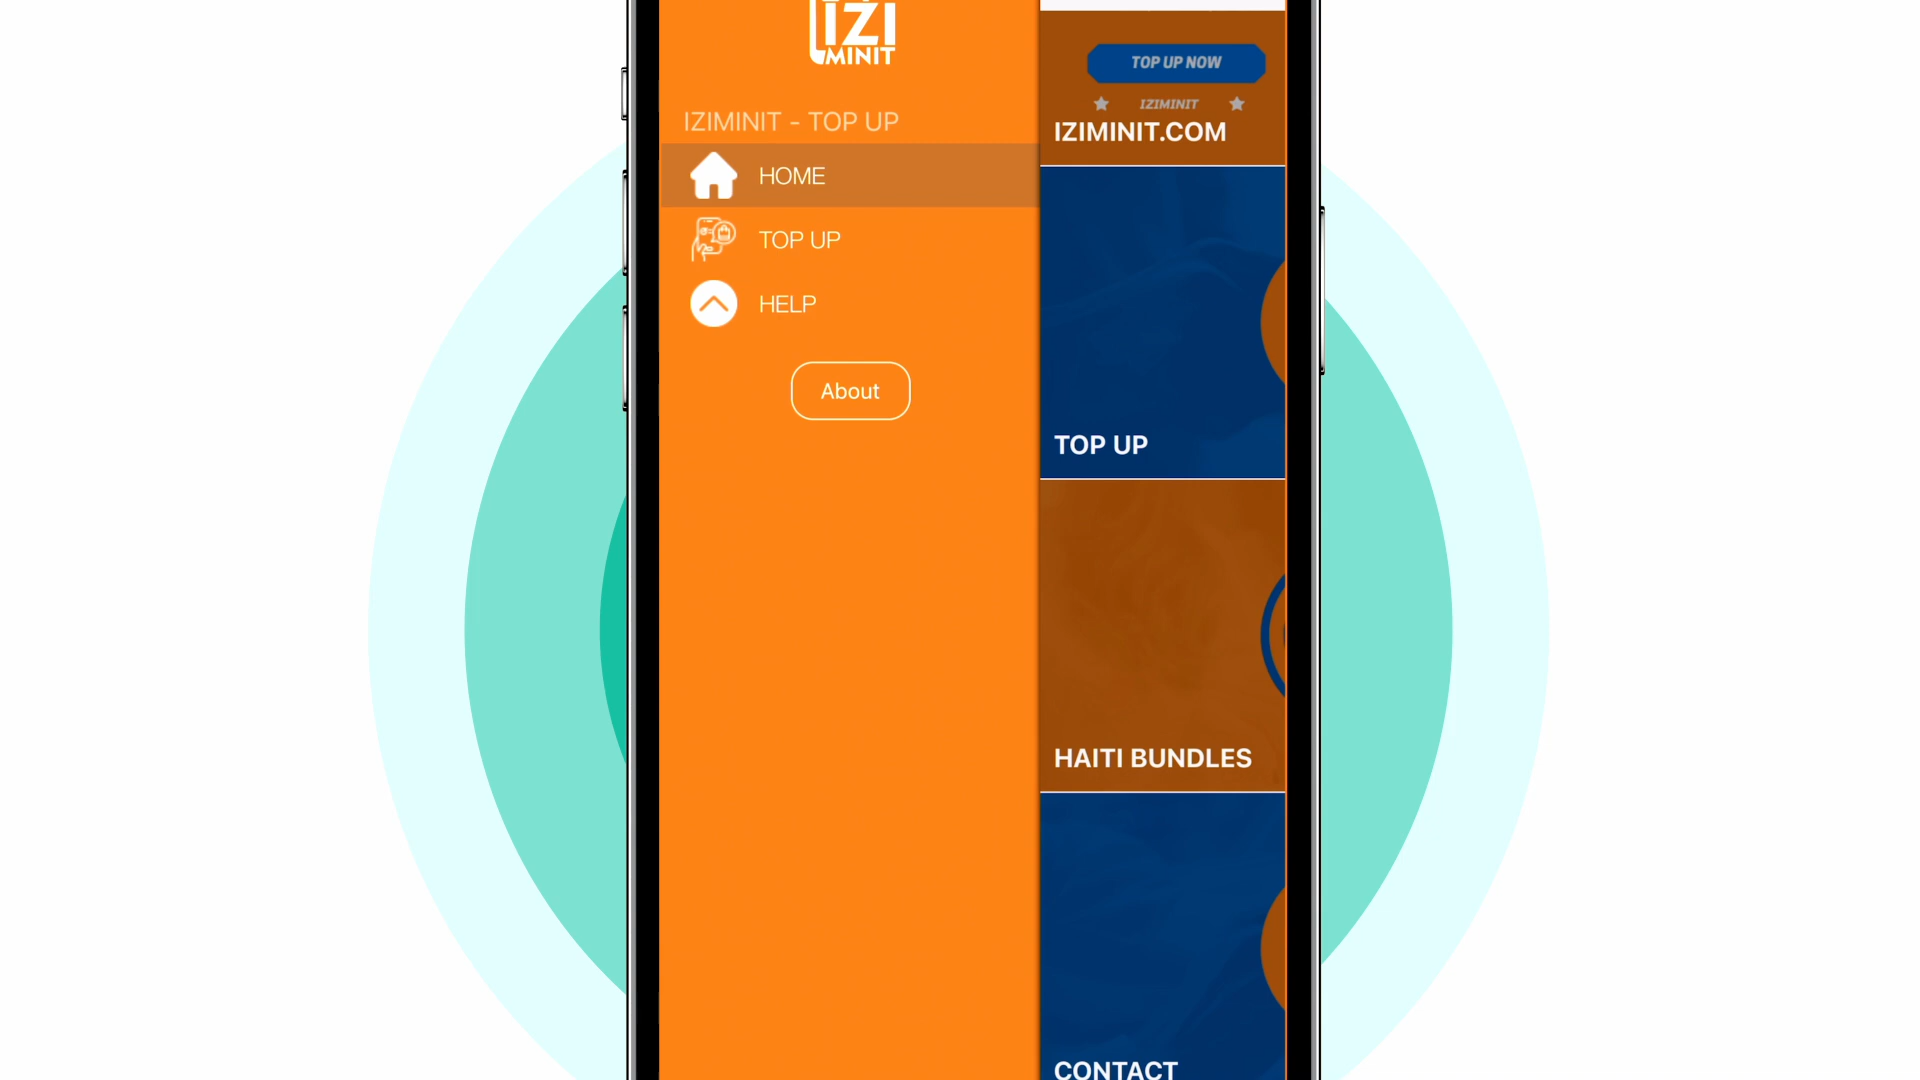 IZI
MINIT
IZIMINIT - TOP UP
HOME
TOP UP
HELP
About
TOP UP NOW
IZIMINIT
IZIMINIT.COM
TOP UP
HAITI BUNDLES
CONTACT